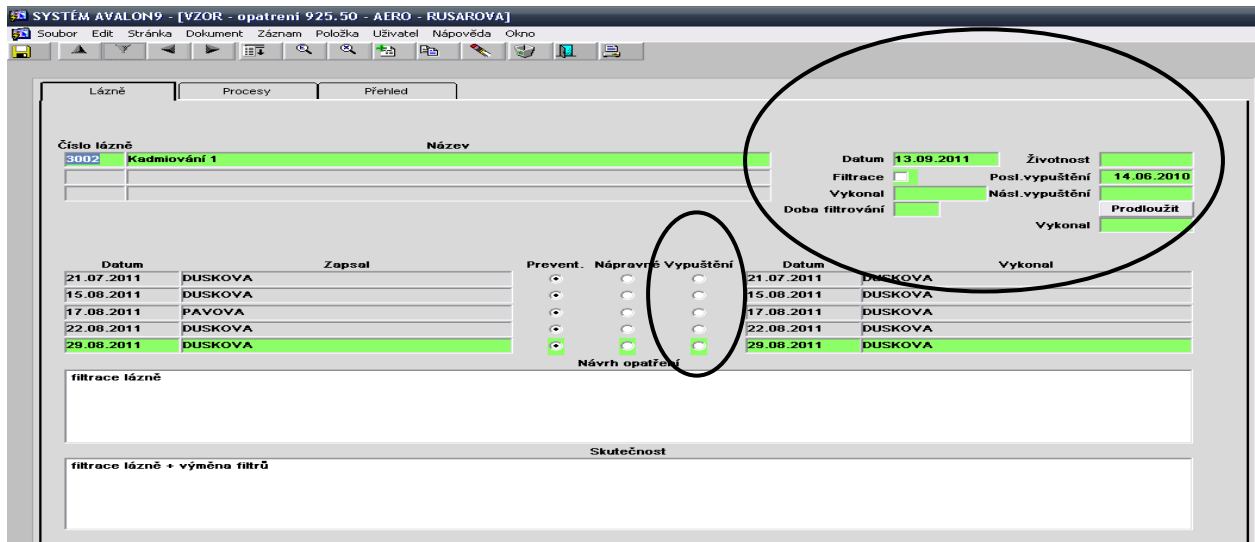 SYSTÉM AVALON9 - [VZOR - opatrení 925.50 - AERO - RUSAROVA]
Soubor Edit Stránka Dokument Záznam Položka Uživatel Nápověda Okno
Lázně Procesy Přehled
Číslo lázně Název
3002 Kadmiování 1
Datum 13.09.2011 Životnost
Filtrace Posl.vypuštění 14.06.2010
Vykonal Násl.vypuštění
Doba filtrování Prodloužit
Vykonal
Datum Zapsal Prevent. Nápravné Vypuštění Datum Vykonal
21.07.2011 DUSKOVA 21.07.2011 DUSKOVA
15.08.2011 DUSKOVA 15.08.2011 DUSKOVA
17.08.2011 PAVOVA 17.08.2011 DUSKOVA
22.08.2011 DUSKOVA 22.08.2011 DUSKOVA
29.08.2011 DUSKOVA 29.08.2011 DUSKOVA
Návrh opatření
filtrace lázně
Skutečnost
filtrace lázně + výměna filtrů